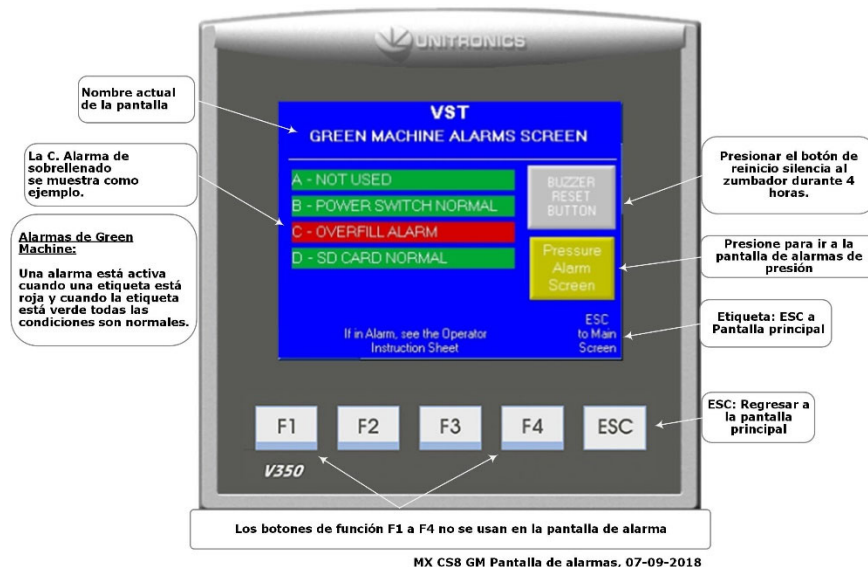 UNITRONICS
Nombre actual
de la pantalla
VST
GREEN MACHINE ALARMS SCREEN
La C. Alarma de
sobrellenado
se muestra como
ejemplo.
A - NOT USED
B - POWER SWITCH NORMAL
C - OVERFILL ALARM
D - SD CARD NORMAL
BUZZER
RESET
BUTTON
Presionar el botón de
reinicio silencia al
zumbador durante 4
horas.
Alarmas de Green
Machine:
Una alarma está activa
cuando una etiqueta está
roja y cuando la etiqueta
está verde todas las
condiciones son normales.
Pressure
Alarm
Screen
Presione para ir a la
pantalla de alarmas de
presión
If in Alarm, see the Operator
Instruction Sheet
ESC
to Main
Screen
Etiqueta: ESC a
Pantalla principal
F1
F2
F3
F4
ESC
ESC: Regresar a
la pantalla
principal
V350
Los botones de función F1 a F4 no se usan en la pantalla de alarma
MX CS8 GM Pantalla de alarmas, 07-09-2018